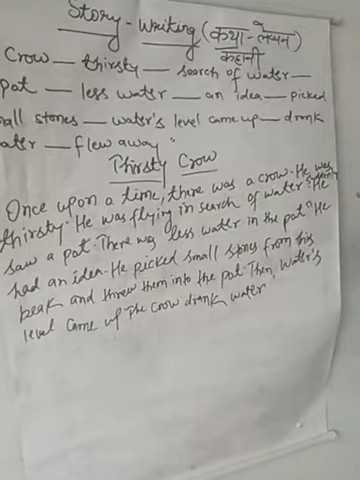 Story-Writing (कथा-लेखन)
कहानी
Crow — thirsty — search of water —
pot — less water — an idea — picked
all stones — water's level came up — drank
ater — flew away
Thirsty Crow
Once upon a time, there was a crow. He was
thirsty. He was flying in search of water. He
saw a pot. There was less water in the pot. He
had an idea. He picked small stones from his
beak and threw them into the pot. Then, water's
level came up The crow drank water